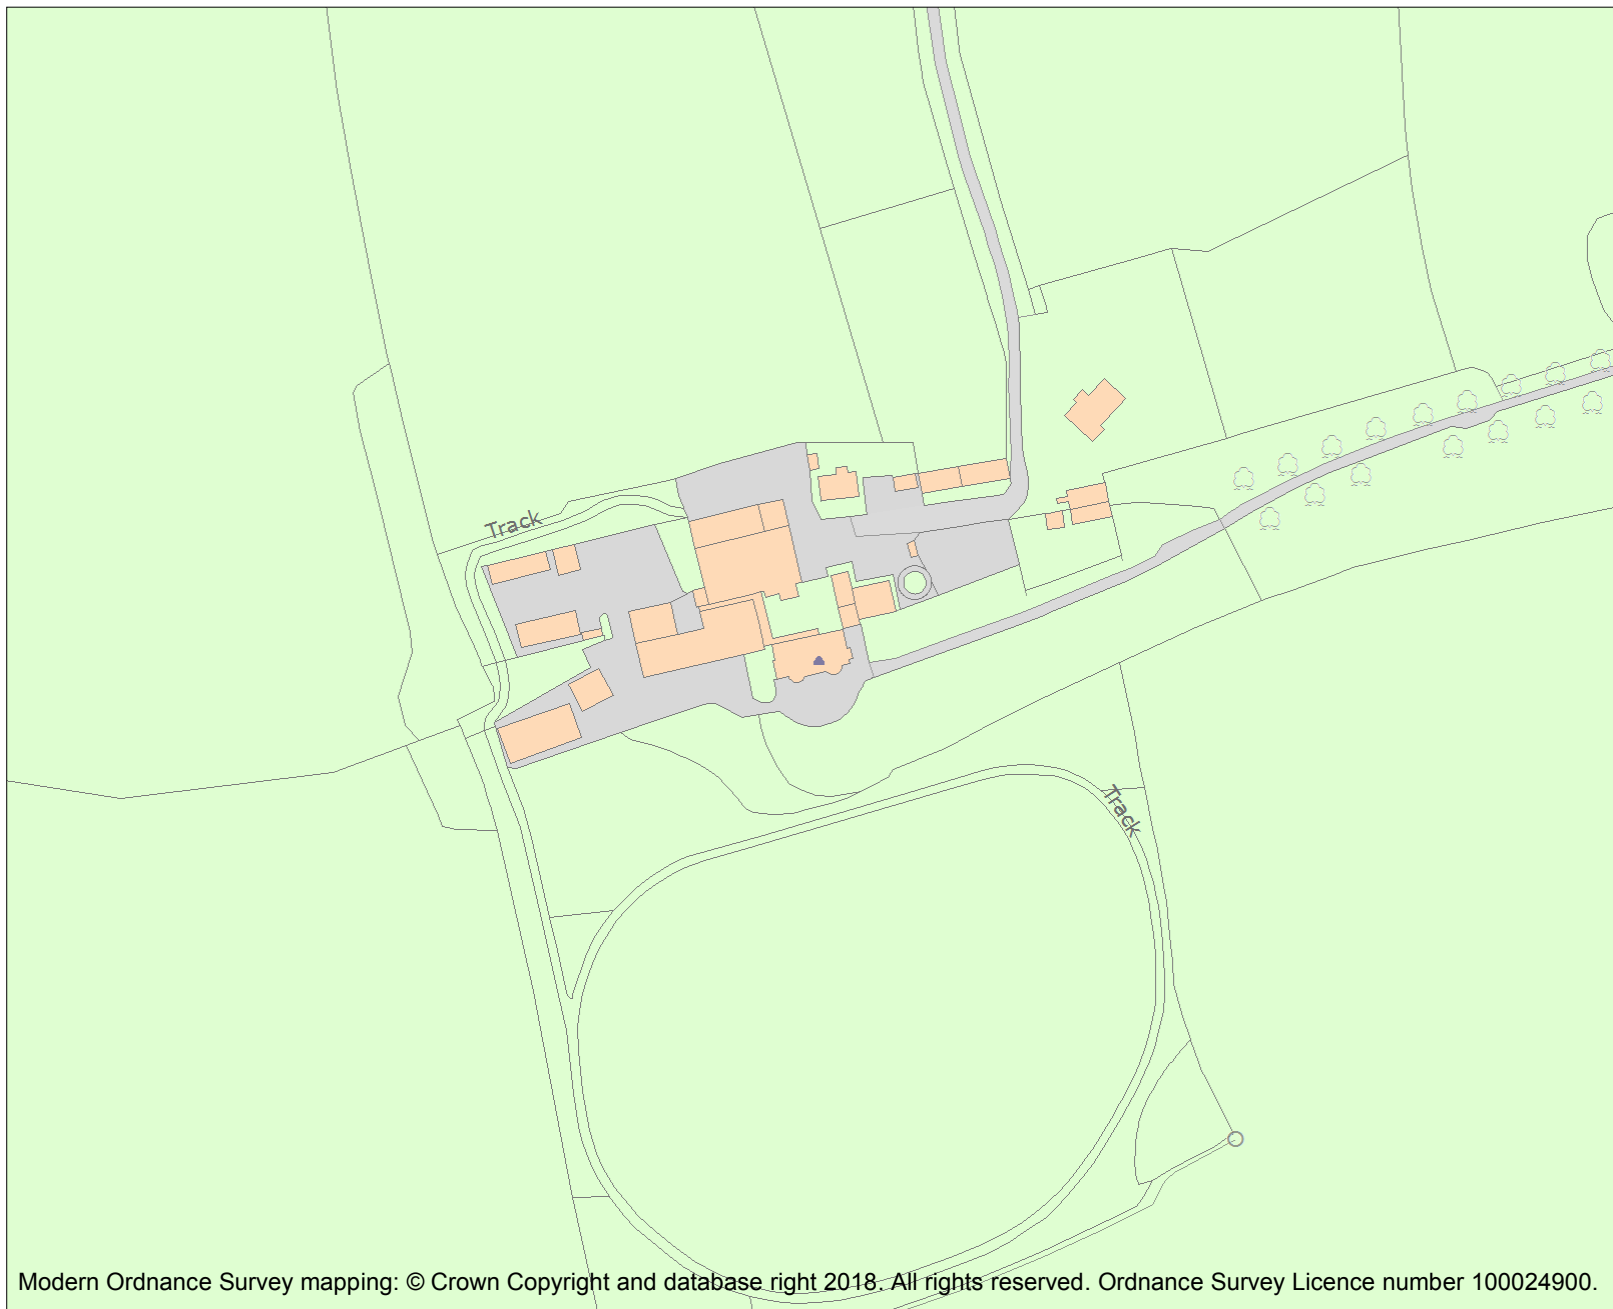 Track
Track
Modern Ordnance Survey mapping: © Crown Copyright and database right 2018. All rights reserved. Ordnance Survey Licence number 100024900.